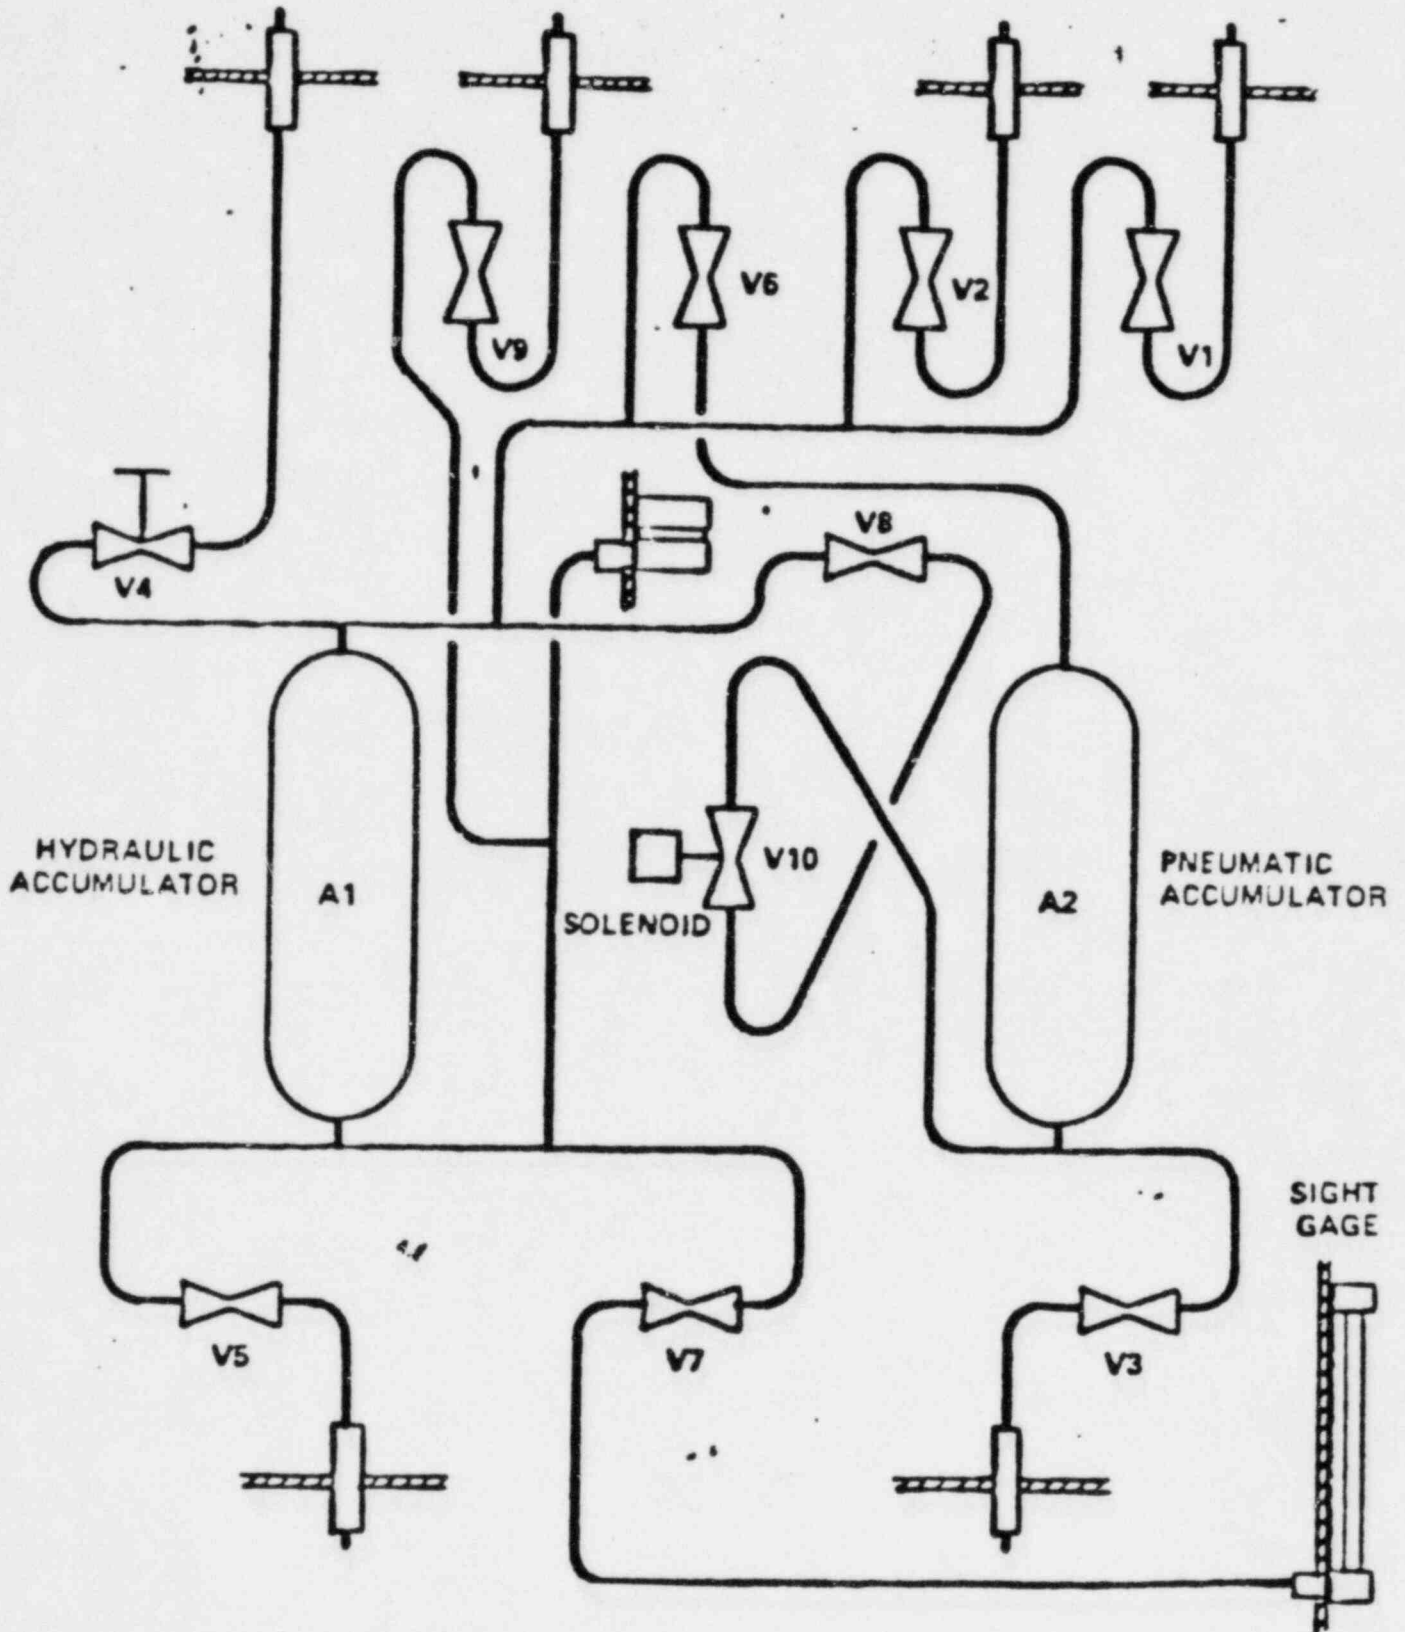 V6
V2
V9
V1
V8
V4
HYDRAULIC
ACCUMULATOR
A1
V10
SOLENOID
A2
PNEUMATIC
ACCUMULATOR
SIGHT
GAGE
V5
V7
V3